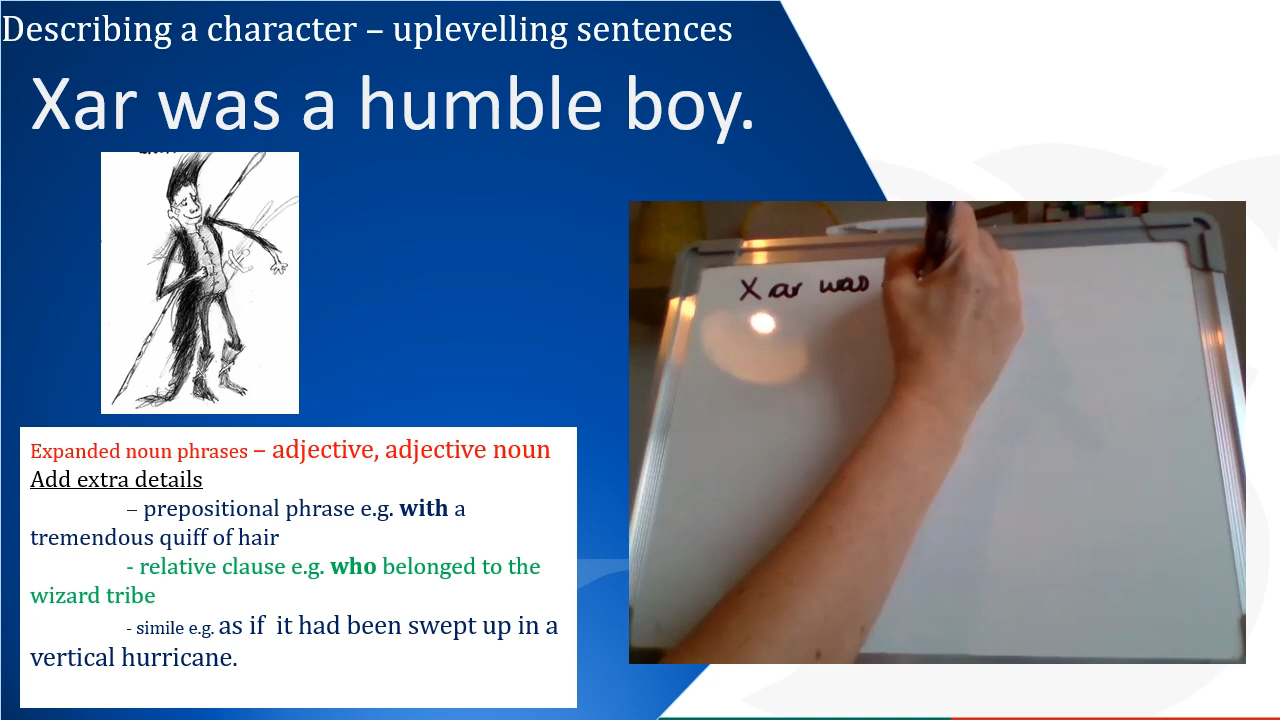 Describing a character – uplevelling sentences
Xar was a humble boy.
Expanded noun phrases – adjective, adjective noun
Add extra details
– prepositional phrase e.g. with a
tremendous quiff of hair
- relative clause e.g. who belonged to the
wizard tribe
- simile e.g. as if it had been swept up in a
vertical hurricane.
Xar was